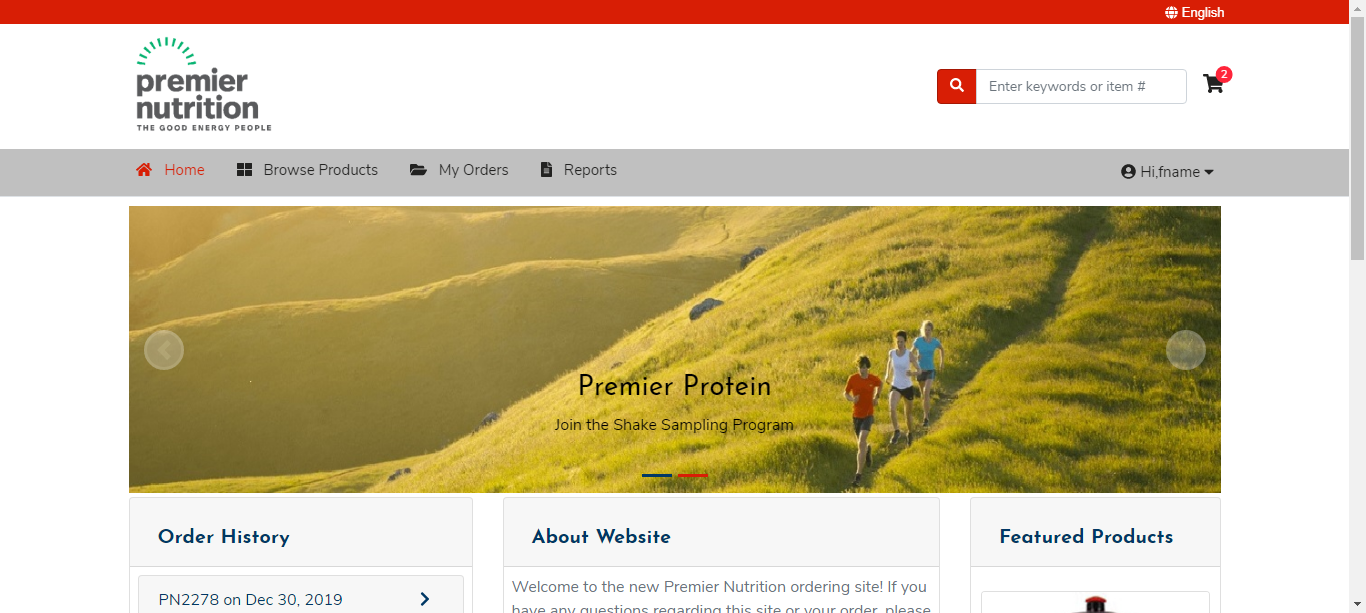 English
premier
nutrition
THE GOOD ENERGY PEOPLE
Enter keywords or item #
2
Home
Browse Products
My Orders
Reports
Hi,fname
Premier Protein
Join the Shake Sampling Program
Order History
About Website
Featured Products
PN2278 on Dec 30, 2019
Welcome to the new Premier Nutrition ordering site! If you
have any questions regarding this site or your order, please